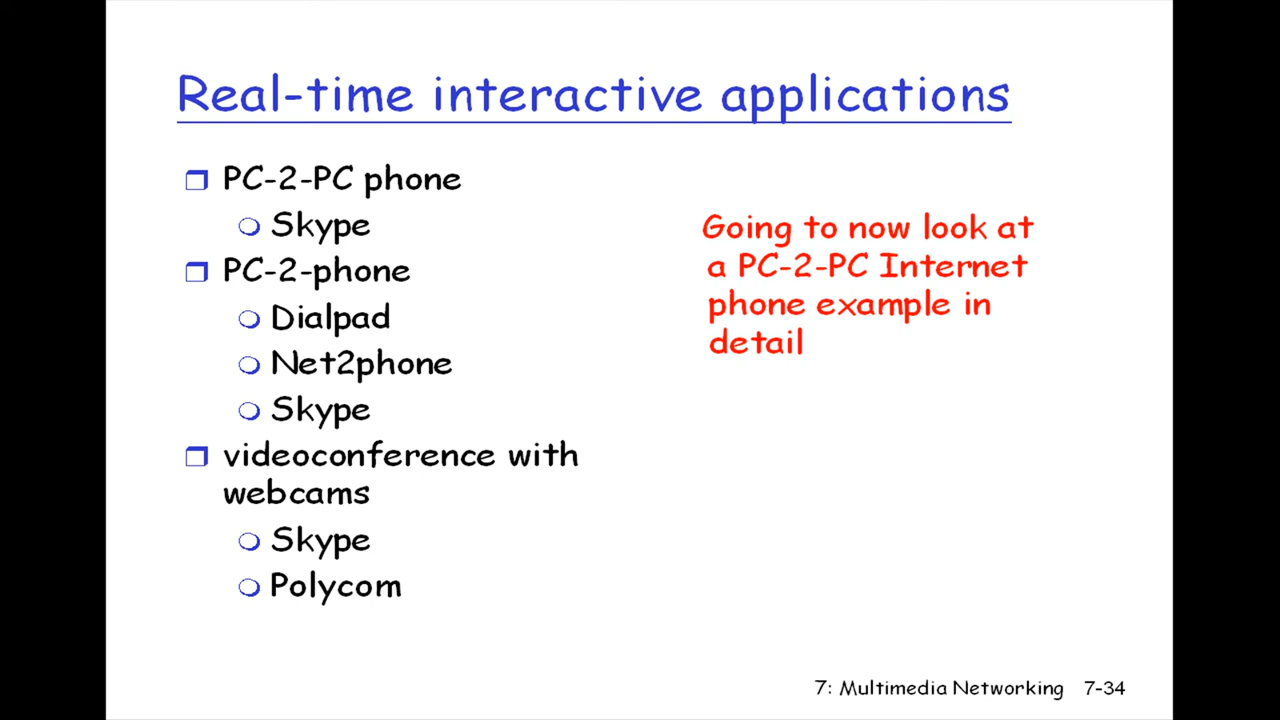 Real-time interactive applications
PC-2-PC phone
Skype
PC-2-phone
Dialpad
Net2phone
Skype
videoconference with
webcams
Skype
Polycom
Going to now look at
a PC-2-PC Internet
phone example in
detail
7: Multimedia Networking 7-34